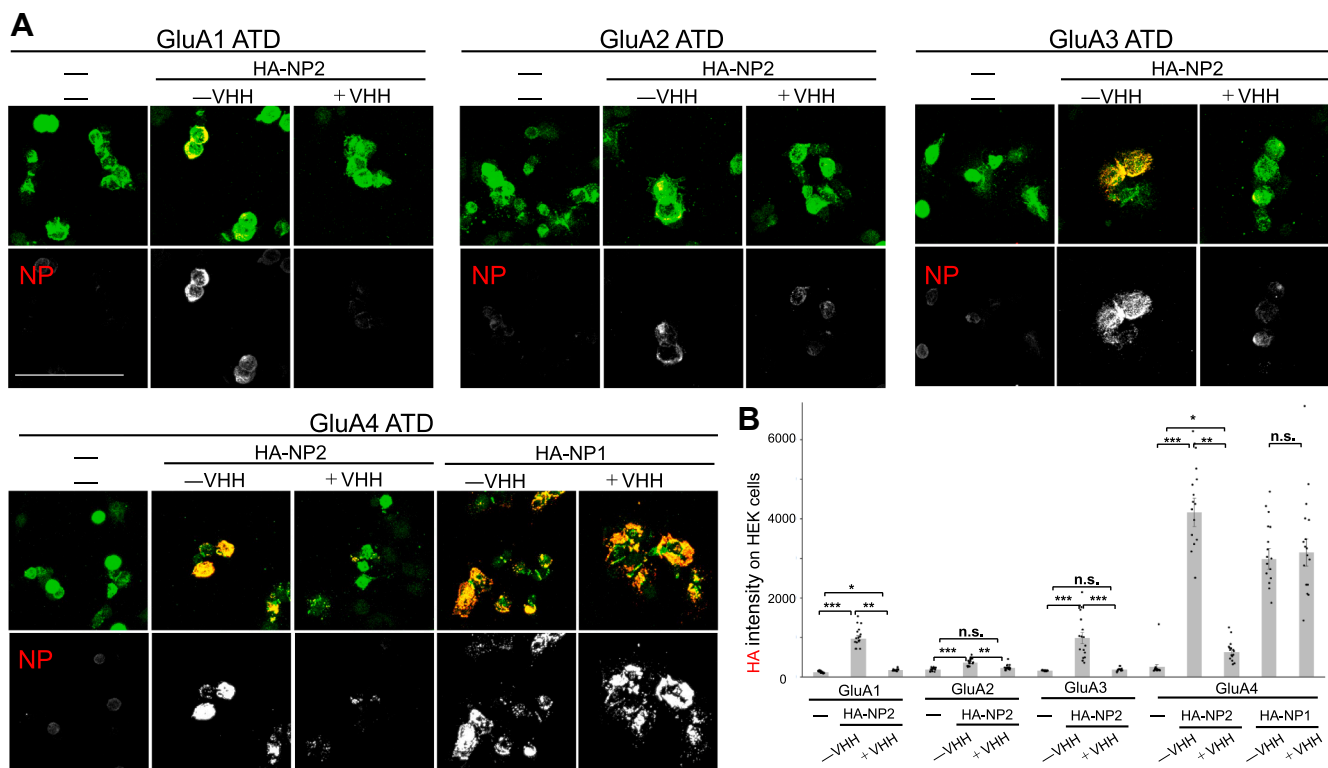 A
GluA1 ATD
GluA2 ATD
GluA3 ATD
— HA-NP2
— HA-NP2
— HA-NP2
— —VHH + VHH
— —VHH + VHH
— —VHH + VHH
NP
NP
NP
GluA4 ATD
— HA-NP2 HA-NP1
— —VHH + VHH —VHH + VHH
NP
B
HA intensity on HEK cells
6000
4000
2000
0
* *** **
n.s. *** **
n.s. *** ***
* *** **
n.s.
GluA1 GluA2 GluA3 GluA4
— HA-NP2 — HA-NP2 — HA-NP2 — HA-NP2 HA-NP1
—VHH + VHH —VHH + VHH —VHH + VHH —VHH + VHH —VHH + VHH